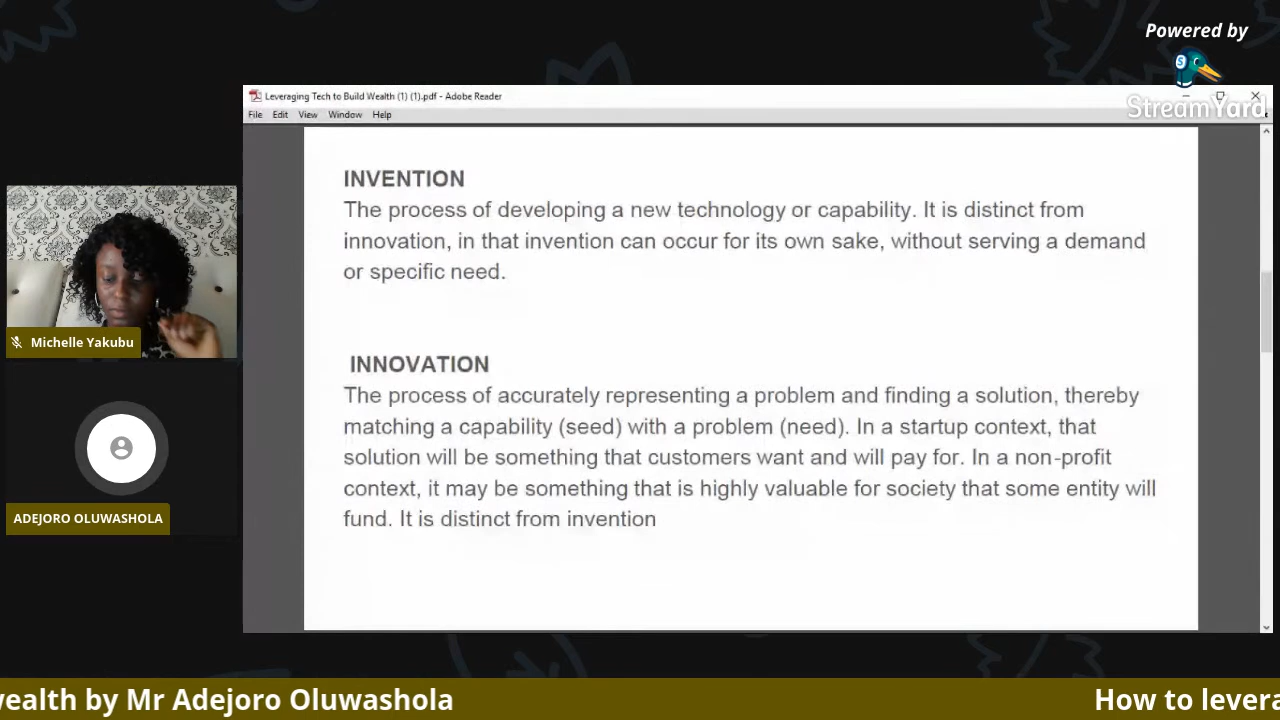 Powered by
StreamYard
Leveraging Tech to Build Wealth (1) (1).pdf - Adobe Reader
File Edit View Window Help
INVENTION
The process of developing a new technology or capability. It is distinct from
innovation, in that invention can occur for its own sake, without serving a demand
or specific need.
INNOVATION
The process of accurately representing a problem and finding a solution, thereby
matching a capability (seed) with a problem (need). In a startup context, that
solution will be something that customers want and will pay for. In a non-profit
context, it may be something that is highly valuable for society that some entity will
fund. It is distinct from invention
Michelle Yakubu
ADEJORO OLUWASHOLA
wealth by Mr Adejoro Oluwashola
How to levera